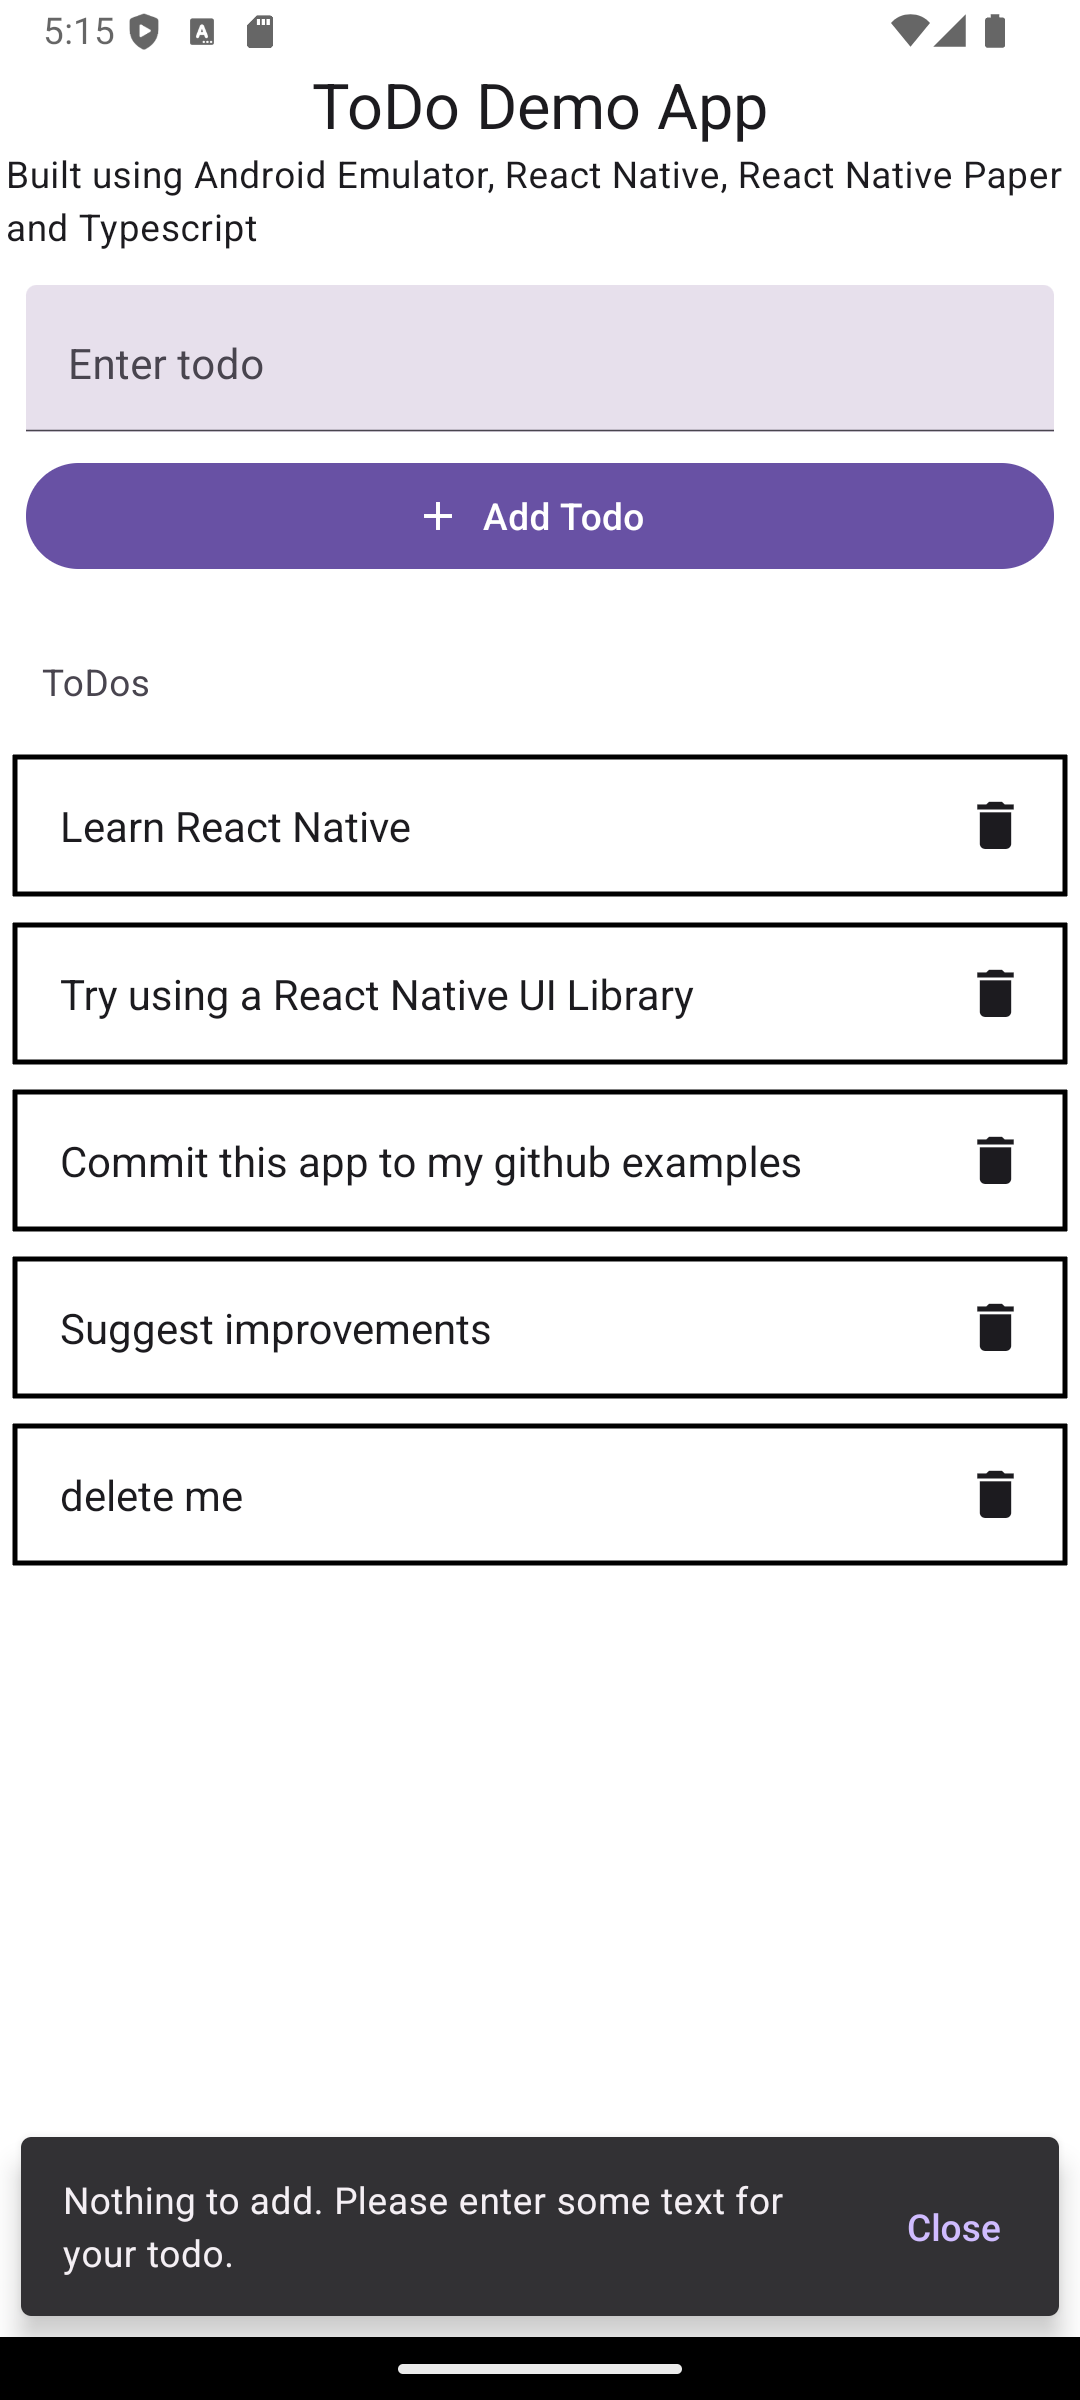 5:15
ToDo Demo App
Built using Android Emulator, React Native, React Native Paper
and Typescript
Enter todo
+ Add Todo
ToDos
Learn React Native
Try using a React Native UI Library
Commit this app to my github examples
Suggest improvements
delete me
Nothing to add. Please enter some text for
your todo.
Close